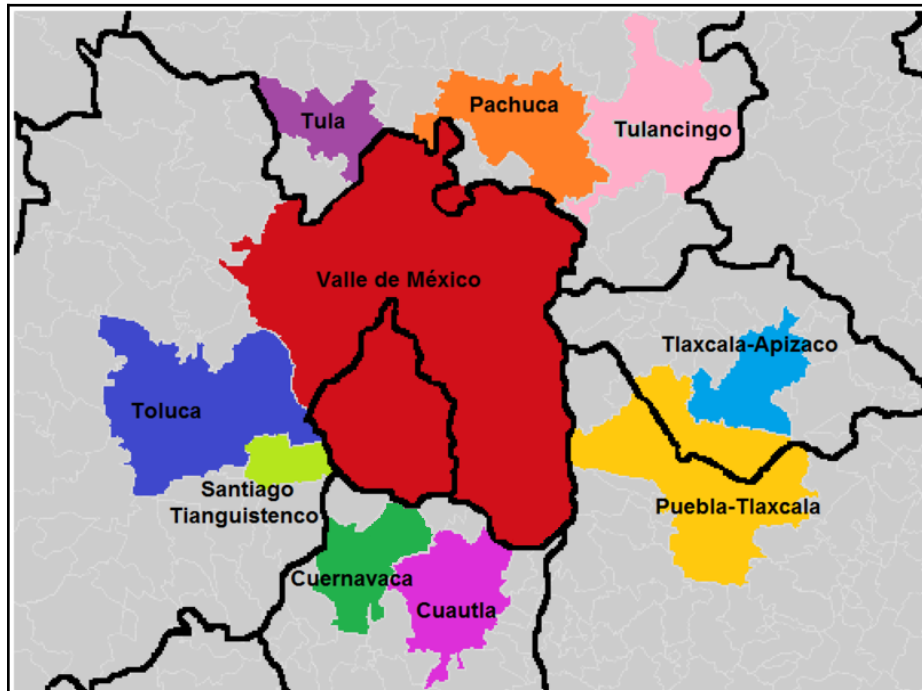 Pachuca
Tula
Tulancingo
Valle de México
Tlaxcala-Apizaco
Toluca
Santiago
Tianguistenco
Puebla-Tlaxcala
Cuernavaca
Cuautla